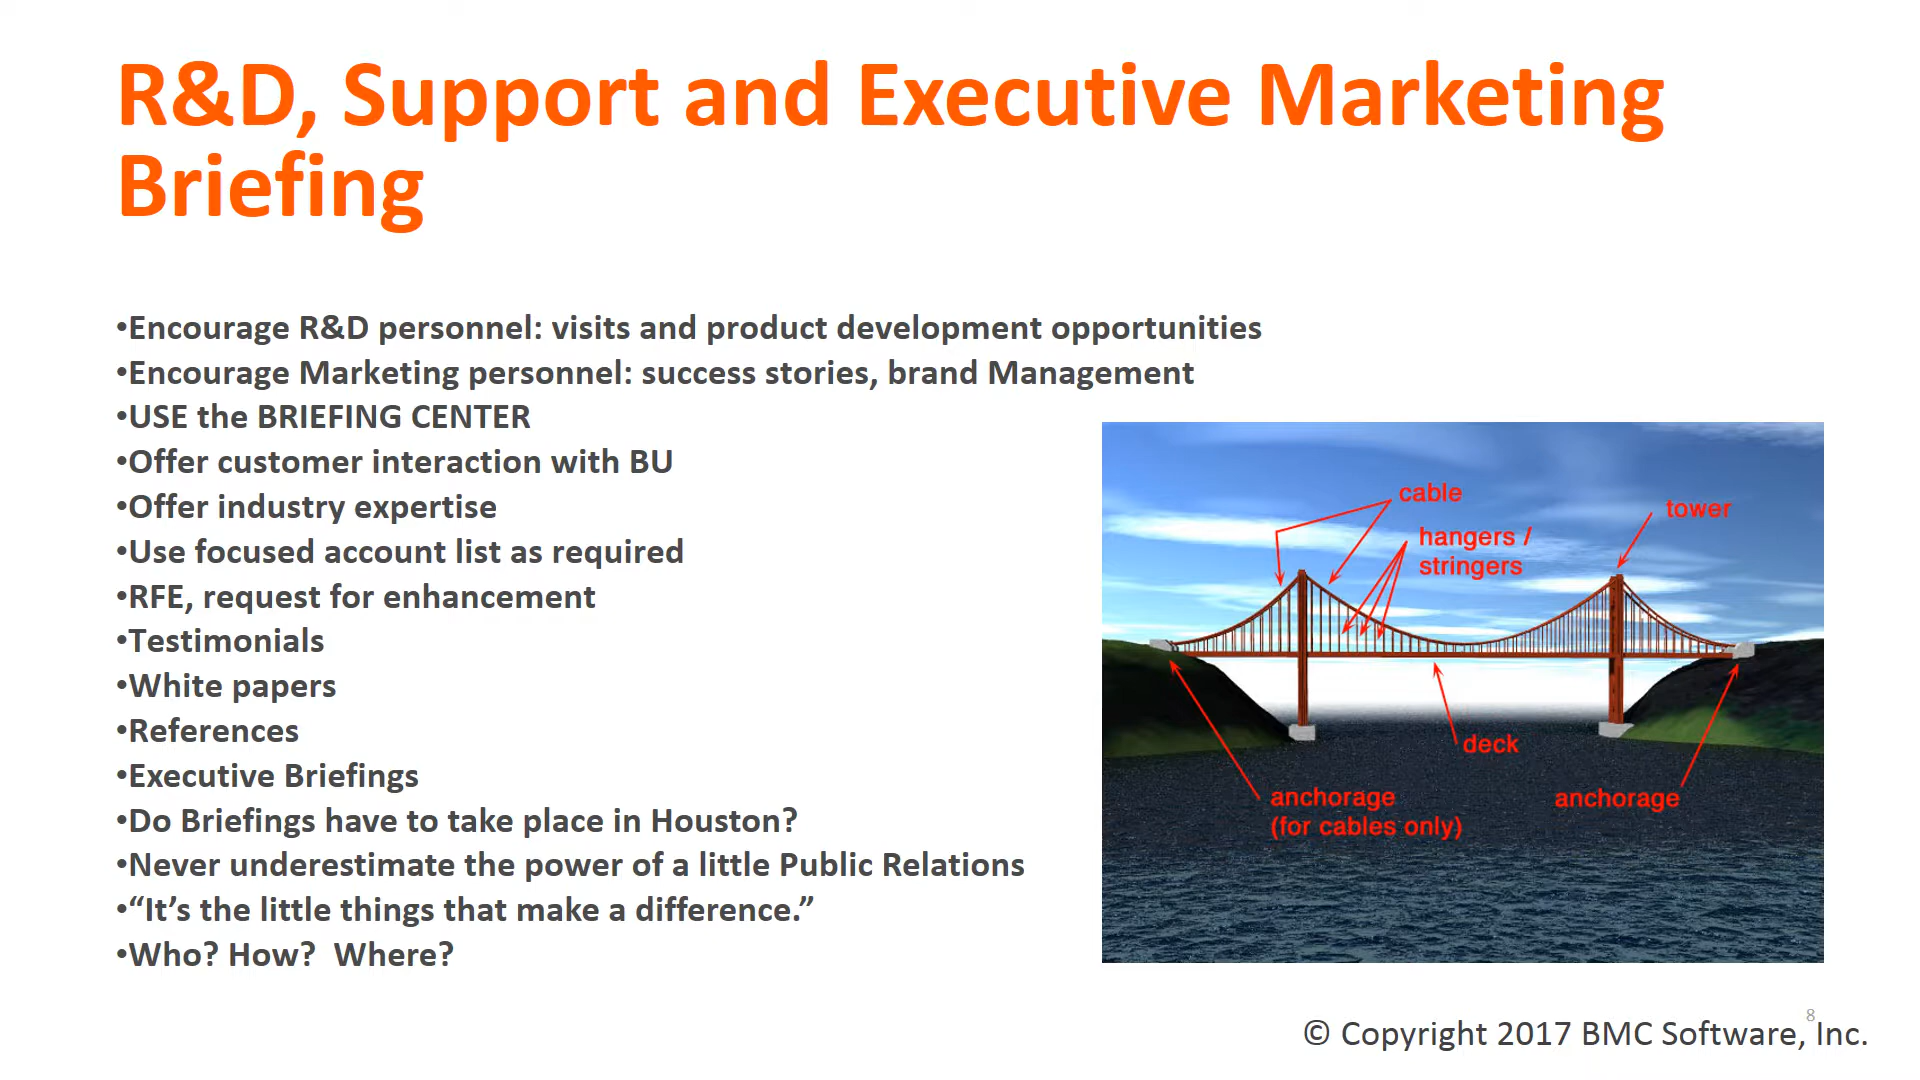 R&D, Support and Executive Marketing
Briefing
•Encourage R&D personnel: visits and product development opportunities
•Encourage Marketing personnel: success stories, brand Management
•USE the BRIEFING CENTER
•Offer customer interaction with BU
•Offer industry expertise
•Use focused account list as required
•RFE, request for enhancement
•Testimonials
•White papers
•References
•Executive Briefings
•Do Briefings have to take place in Houston?
•Never underestimate the power of a little Public Relations
•“It’s the little things that make a difference.”
•Who? How?  Where?
cable
tower
hangers /
stringers
deck
anchorage
(for cables only)
anchorage
8
© Copyright 2017 BMC Software, Inc.